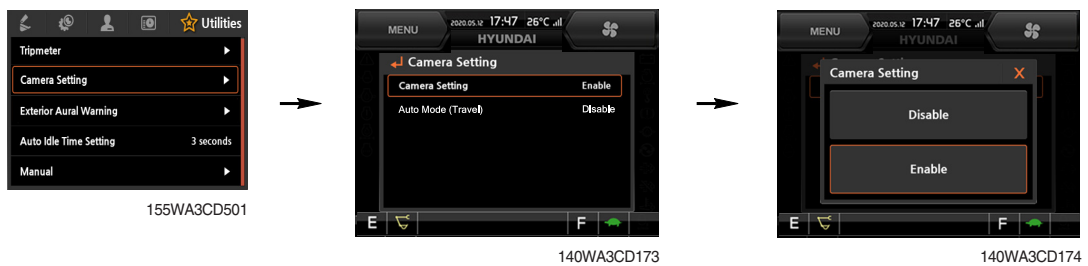 Utilities
Tripmeter
Camera Setting
Exterior Aural Warning
Auto Idle Time Setting 3 seconds
Manual
155WA3CD501
MENU 2020.05.12 17:47 26°C
HYUNDAI
Camera Setting
Camera Setting Enable
Auto Mode (Travel) Disable
E F
140WA3CD173
MENU 2020.05.12 17:47 26°C
HYUNDAI
Camera Setting X
Disable
Enable
E F
140WA3CD174